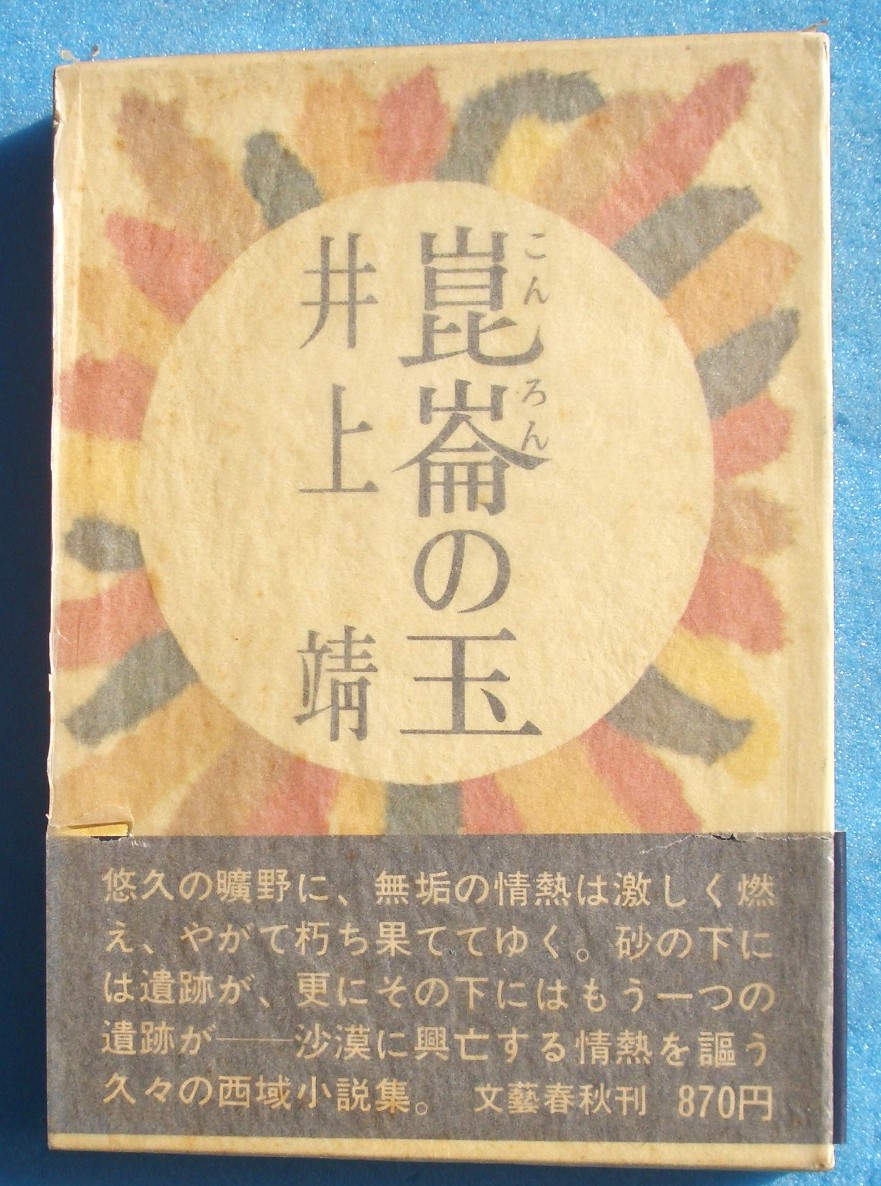 崑崙の玉
こんろん
井上靖
悠久の曠野に、無垢の情熱は激しく燃
え、やがて朽ち果ててゆく。砂の下に
は遺跡が、更にその下にはもう一つの
遺跡が──沙漠に興亡する情熱を謳う
久々の西域小説集。 文藝春秋刊 870円